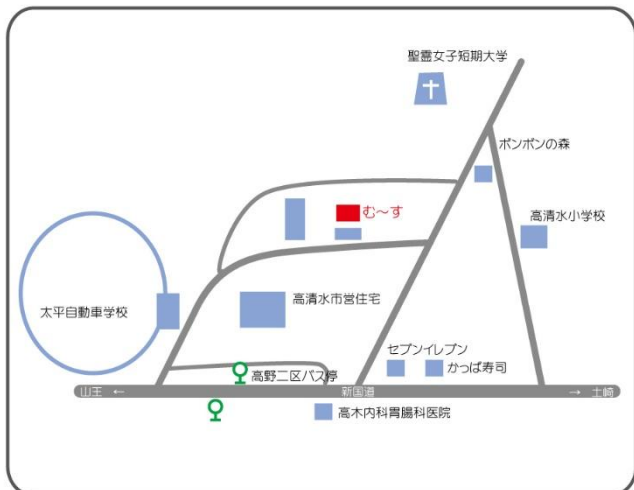 聖霊女子短期大学
ポンポンの森
む〜す
高清水小学校
高清水市営住宅
太平自動車学校
セブンイレブン
かっぱ寿司
高野二区バス停
山王 ←
新国道
→ 土崎
高木内科胃腸科医院